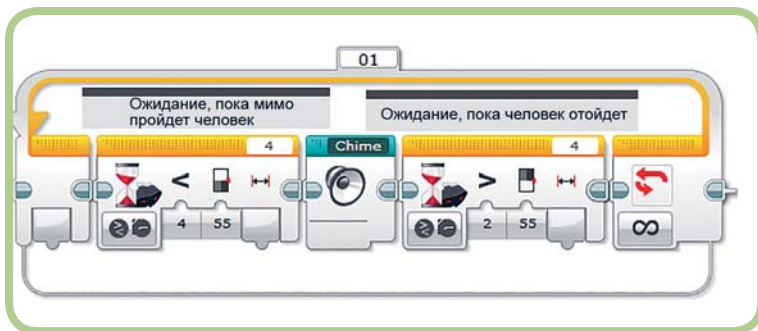 01
Ожидание, пока мимо
пройдет человек
Ожидание, пока человек отойдет
4 Chime 4
< >
4 55 2 55 ∞